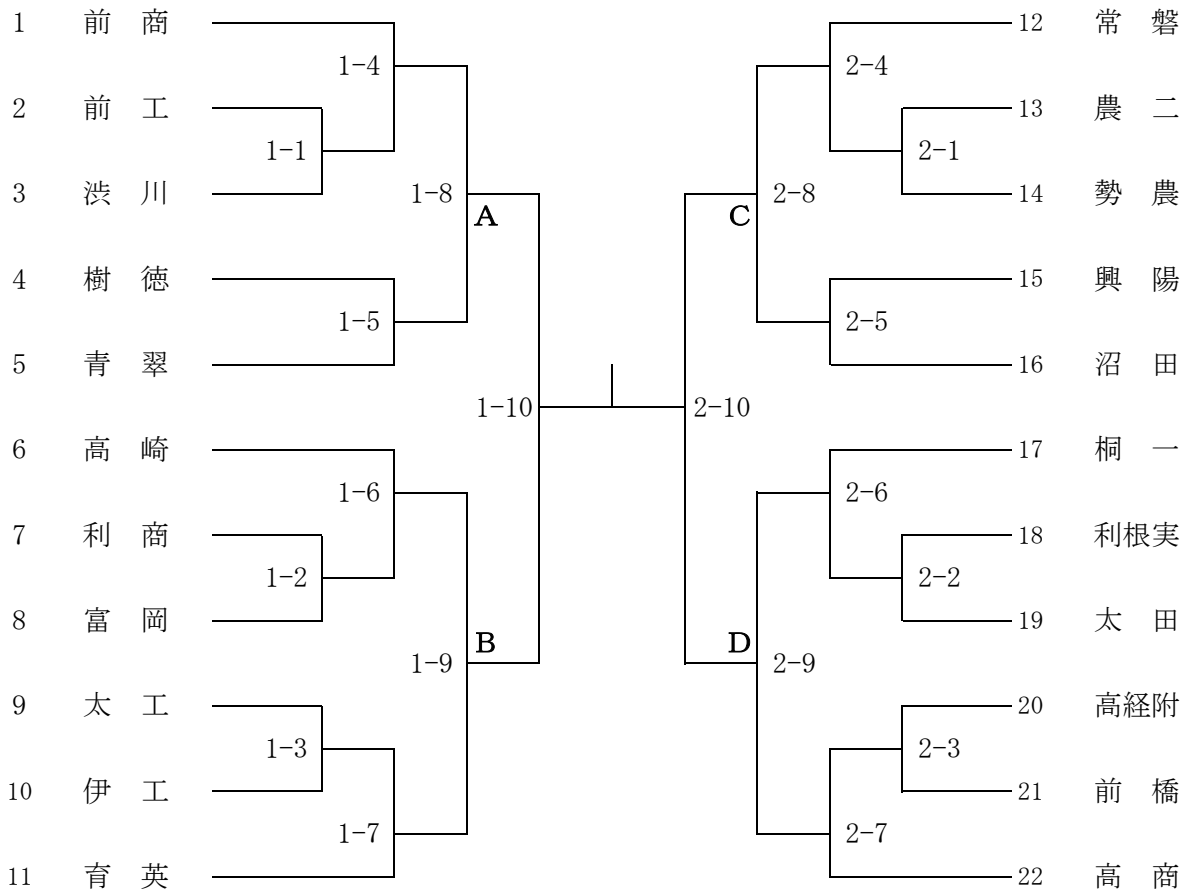 1 前 商 12 常 磐
1-4 2-4
2 前 工 13 農 二
1-1 2-1
3 渋 川 1-8 2-8 14 勢 農
A C
4 樹 徳 15 興 陽
1-5 2-5
5 青 翠 16 沼 田
1-10 2-10
6 高 崎 17 桐 一
1-6 2-6
7 利 商 18 利根実
1-2 2-2
8 富 岡 19 太 田
B D
1-9 2-9
9 太 工 20 高経附
1-3 2-3
10 伊 工 21 前 橋
1-7 2-7
11 育 英 22 高 商